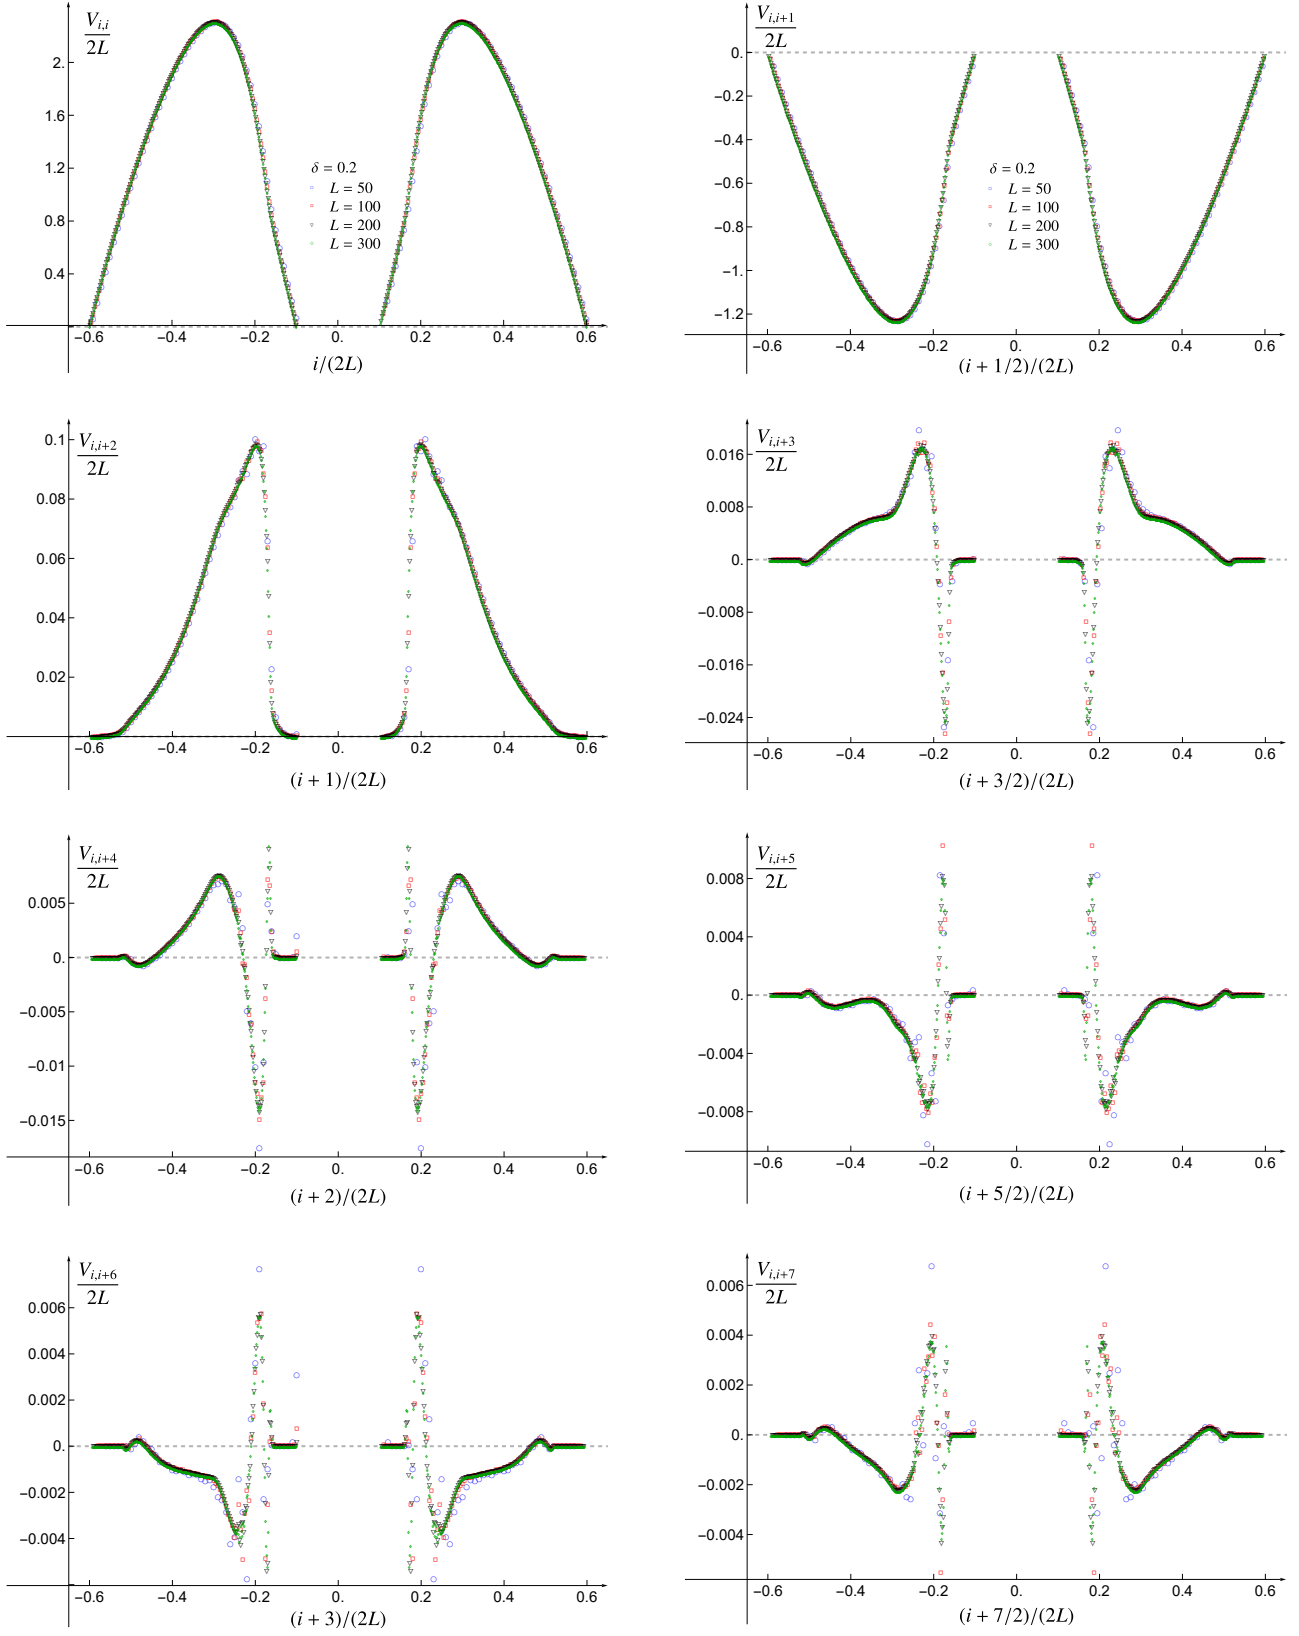 V_{i,i}/2L
2.
1.6
1.2
0.8
0.4
δ = 0.2
L = 50
L = 100
L = 200
L = 300
−0.6 −0.4 −0.2 0. 0.2 0.4 0.6
i/(2L)
V_{i,i+1}/2L
0.
−0.2
−0.4
−0.6
−0.8
−1.
−1.2
δ = 0.2
L = 50
L = 100
L = 200
L = 300
−0.6 −0.4 −0.2 0. 0.2 0.4 0.6
(i + 1/2)/(2L)
V_{i,i+2}/2L
0.1
0.08
0.06
0.04
0.02
−0.6 −0.4 −0.2 0. 0.2 0.4 0.6
(i + 1)/(2L)
V_{i,i+3}/2L
0.016
0.008
0.
−0.008
−0.016
−0.024
−0.6 −0.4 −0.2 0. 0.2 0.4 0.6
(i + 3/2)/(2L)
V_{i,i+4}/2L
0.005
0.
−0.005
−0.01
−0.015
−0.6 −0.4 −0.2 0. 0.2 0.4 0.6
(i + 2)/(2L)
V_{i,i+5}/2L
0.008
0.004
0.
−0.004
−0.008
−0.6 −0.4 −0.2 0. 0.2 0.4 0.6
(i + 5/2)/(2L)
V_{i,i+6}/2L
0.006
0.004
0.002
0.
−0.002
−0.004
−0.6 −0.4 −0.2 0. 0.2 0.4 0.6
(i + 3)/(2L)
V_{i,i+7}/2L
0.006
0.004
0.002
0.
−0.002
−0.004
−0.6 −0.4 −0.2 0. 0.2 0.4 0.6
(i + 7/2)/(2L)